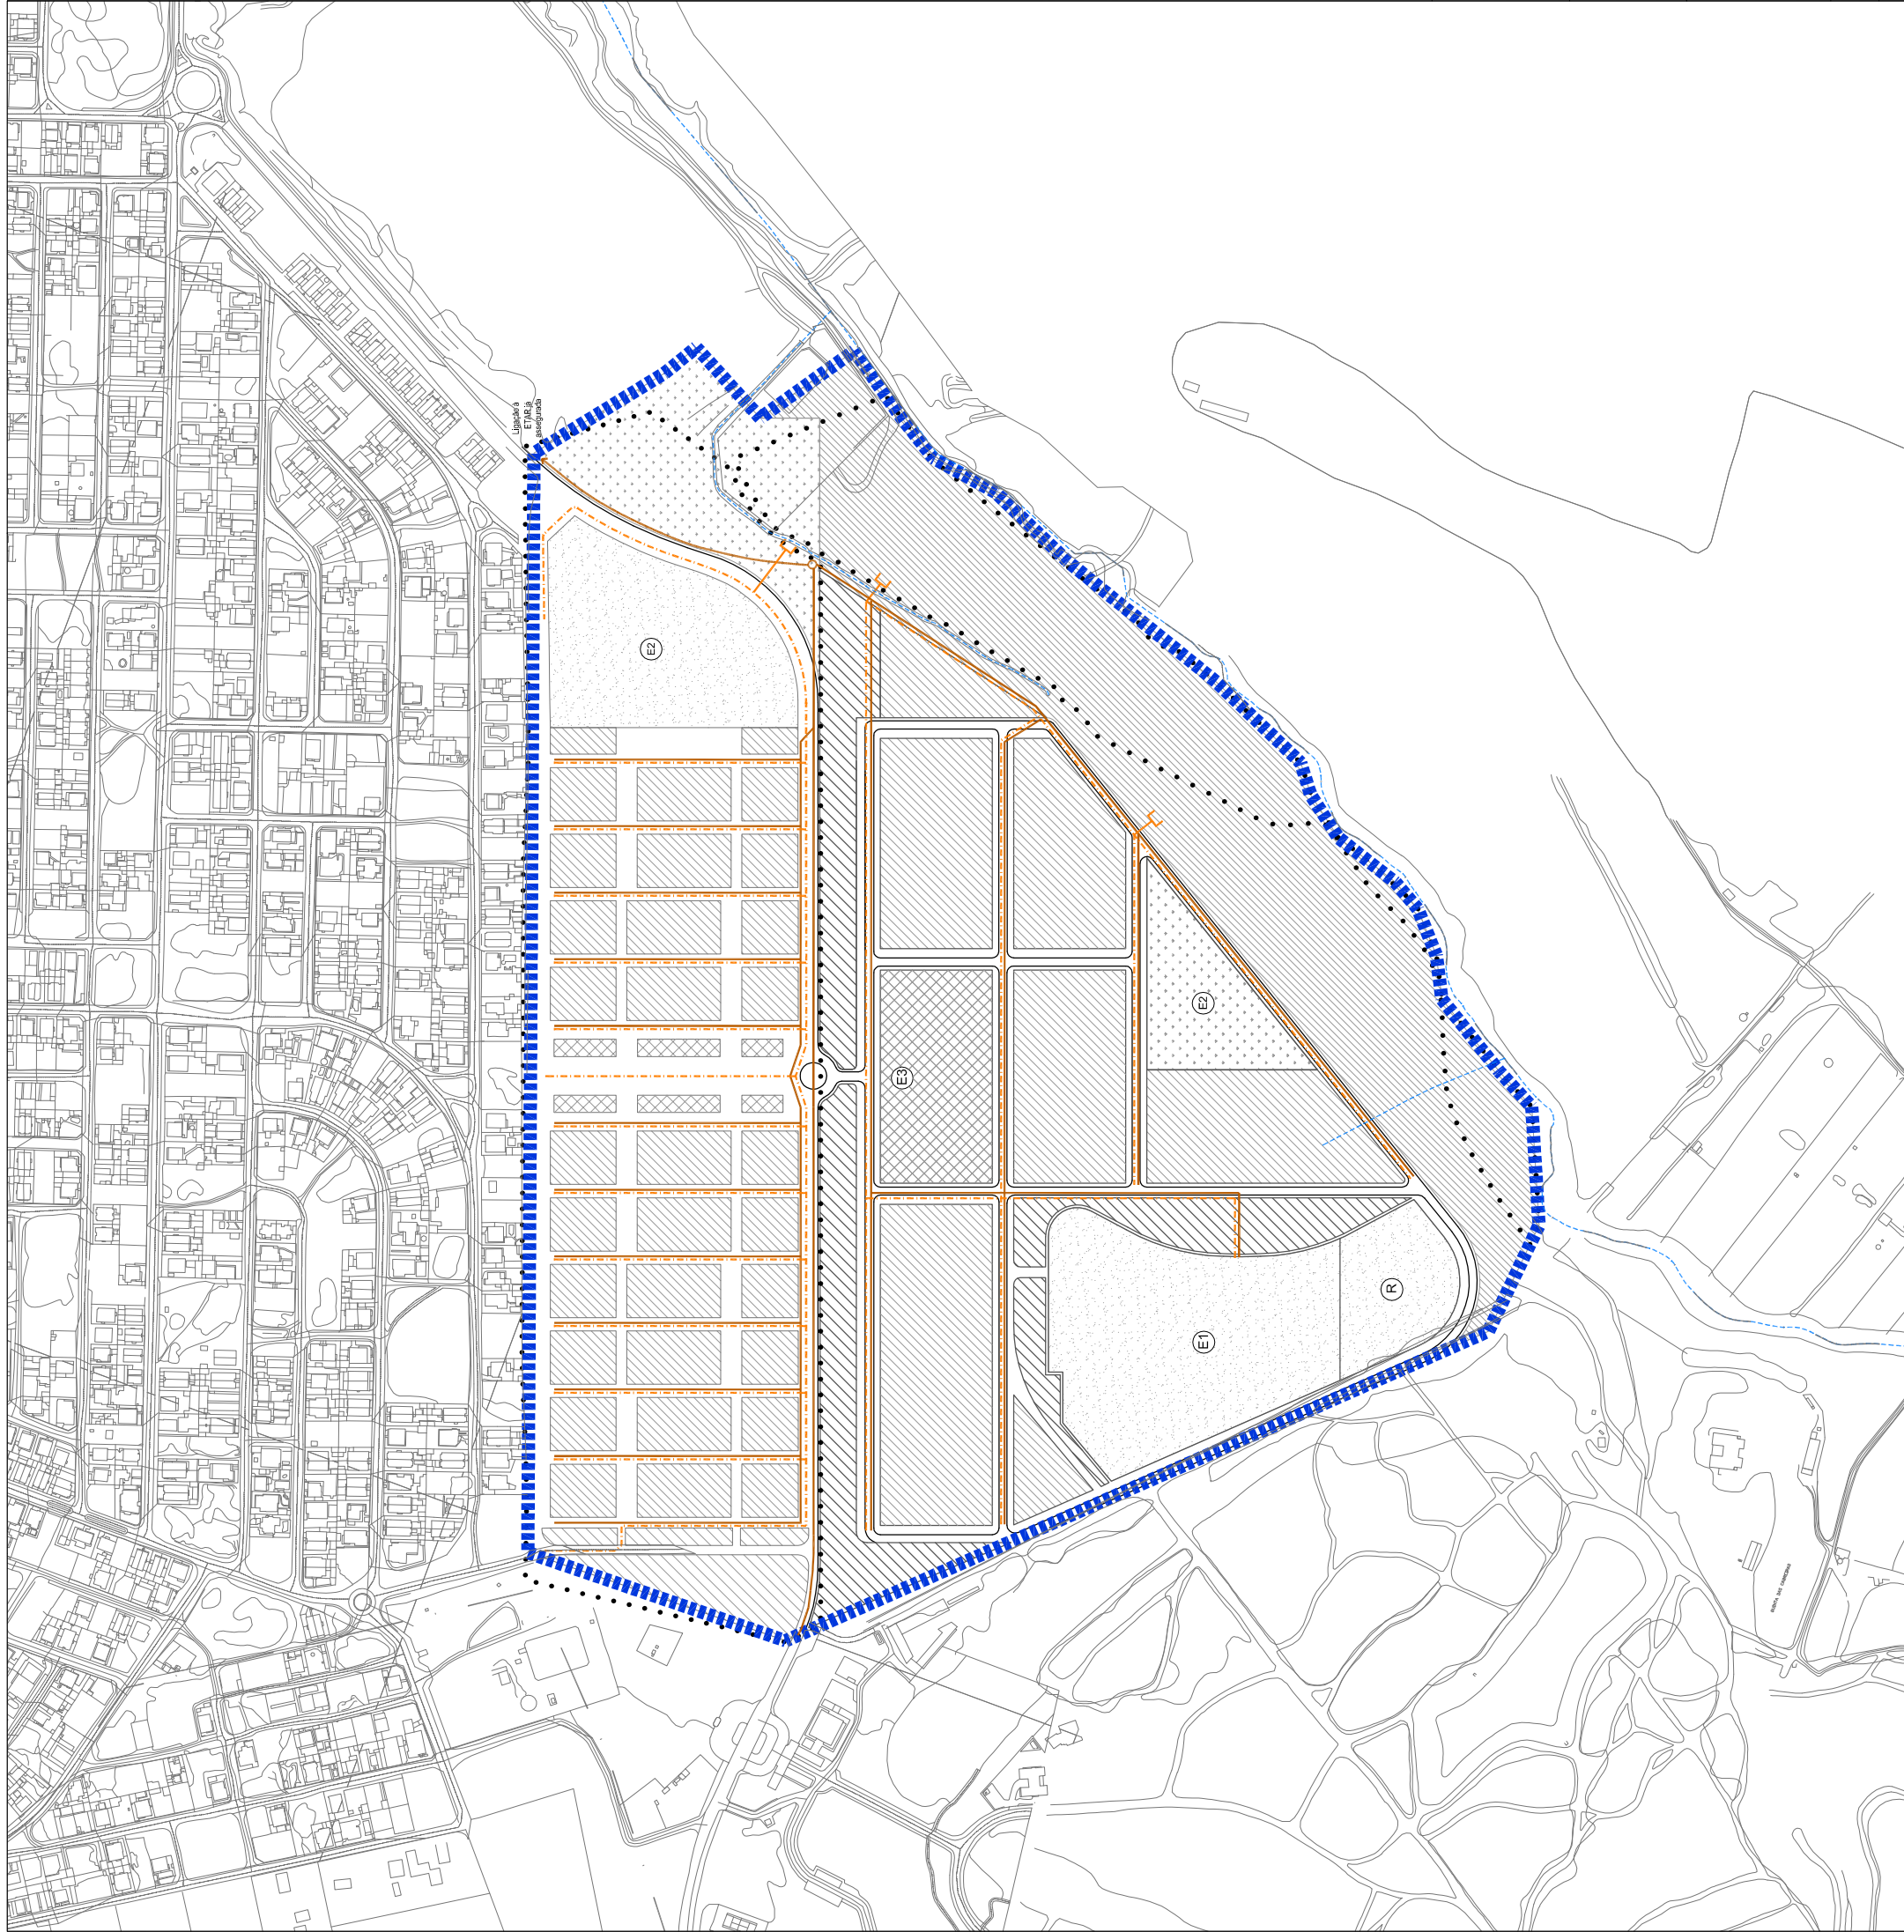 Ligação à
ETAR já
assegurada
E2
E3
E2
E1
R